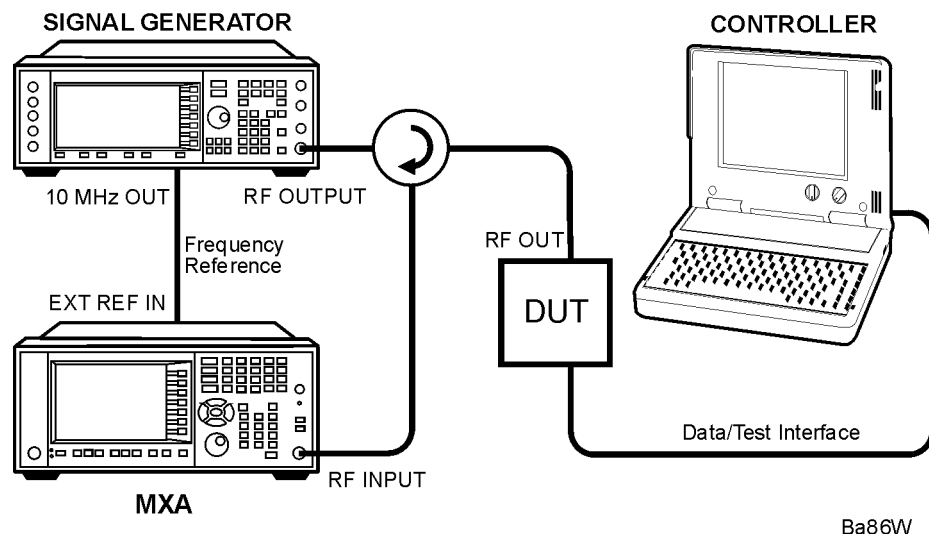 SIGNAL GENERATOR
CONTROLLER
10 MHz OUT
RF OUTPUT
Frequency
Reference
RF OUT
EXT REF IN
DUT
Data/Test Interface
RF INPUT
MXA
Ba86W